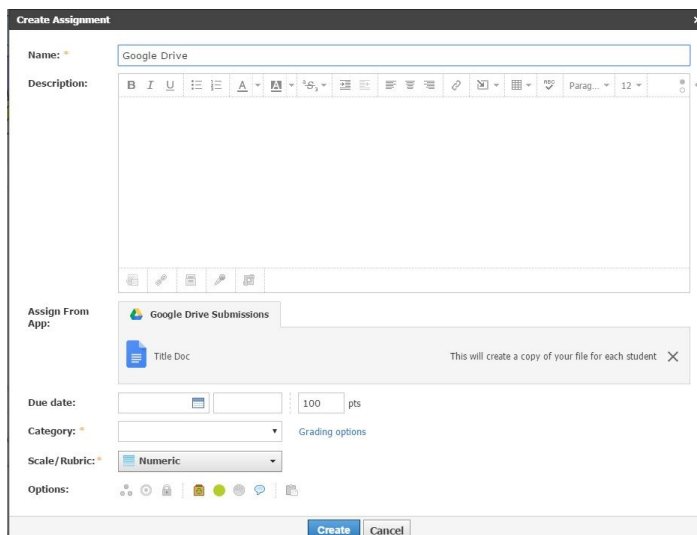 Create Assignment
Name: *
Google Drive
Description:
B I U A A Parag... 12
Assign From App:
Google Drive Submissions
Title Doc
This will create a copy of your file for each student
Due date:
100 pts
Category: *
Grading options
Scale/Rubric: *
Numeric
Options:
Create Cancel